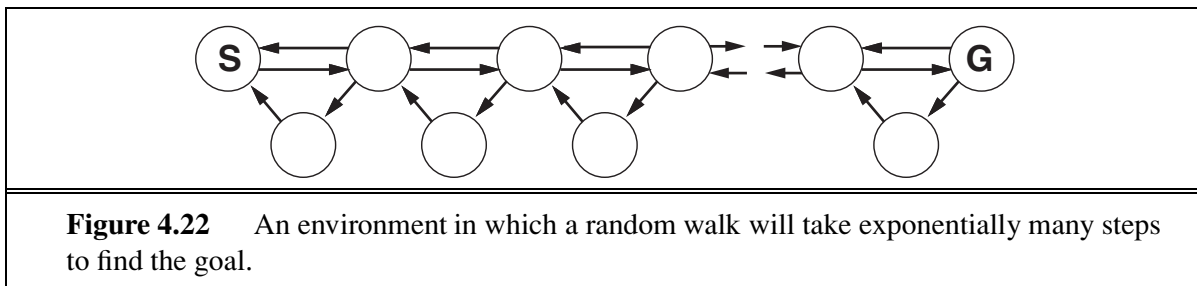 S
G
Figure 4.22 An environment in which a random walk will take exponentially many steps
to find the goal.